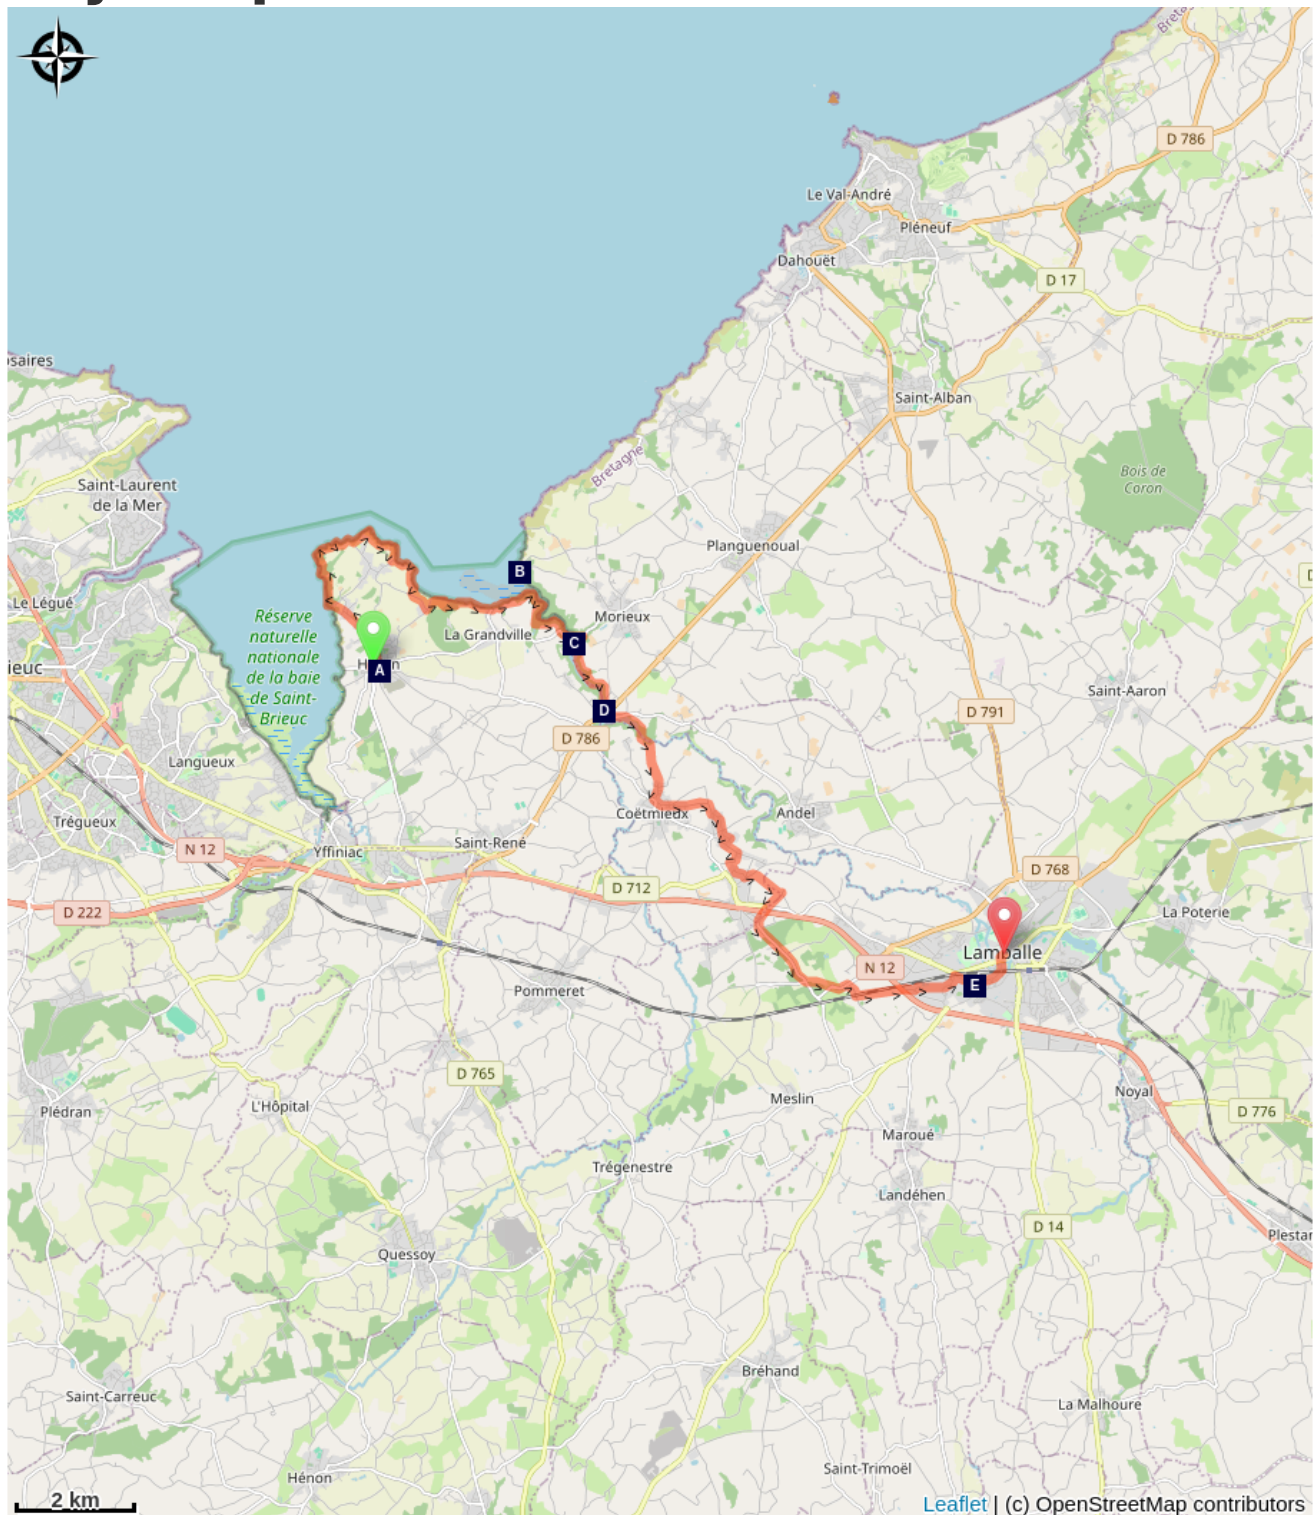 Bretagne
D 786
Le Val-André
Pléneuf
Dahouët
D 17
Saint-Alban
Bretagne
Bois de
Coron
Saint-Laurent
de la Mer
Planguenoual
Le Légué
Réserve
naturelle
nationale
de la baie
de Saint-
Brieuc
B
Morieux
La Grandville
C
A
D
D 786
Saint-Aaron
D 791
Langueux
Trégueux
Coëtmieux
Andel
N 12
Yffiniac
Saint-René
D 712
D 768
D 222
La Poterie
Lamballe
N 12
E
Pommeret
D 765
Noyal
Meslin
D 776
Plédran
L'Hôpital
Maroué
Trégenestre
Landéhen
D 14
Quessoy
Bréhand
Saint-Carreuc
La Malhoure
Hénon
Saint-Trimoël
2 km
Leaflet | (c) OpenStreetMap contributors